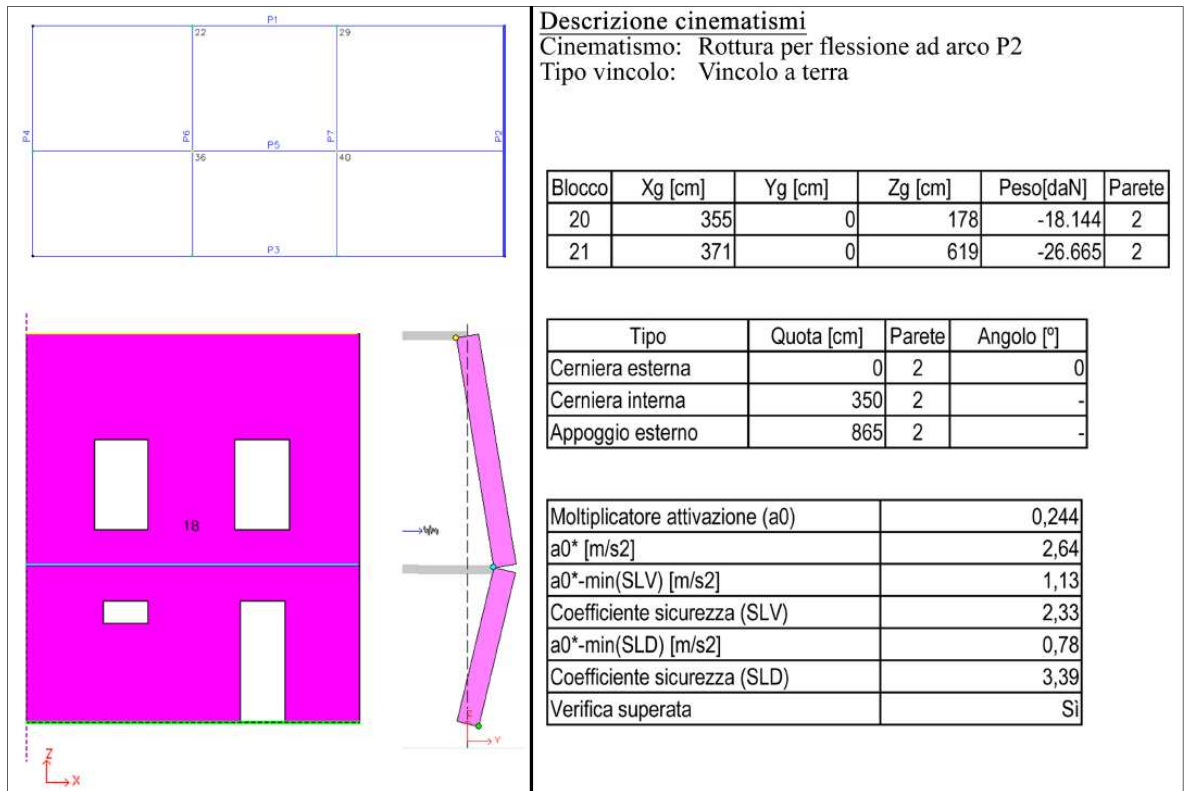 P1
22
29
P4
P6
P7
P2
P5
36
40
P3
18
Z
X
Y
Descrizione cinematismi
Cinematismo: Rottura per flessione ad arco P2
Tipo vincolo: Vincolo a terra
Blocco Xg [cm] Yg [cm] Zg [cm] Peso[daN] Parete
20 355 0 178 -18.144 2
21 371 0 619 -26.665 2
Tipo Quota [cm] Parete Angolo [º]
Cerniera esterna 0 2 0
Cerniera interna 350 2 -
Appoggio esterno 865 2 -
Moltiplicatore attivazione (a0) 0,244
a0* [m/s2] 2,64
a0*-min(SLV) [m/s2] 1,13
Coefficiente sicurezza (SLV) 2,33
a0*-min(SLD) [m/s2] 0,78
Coefficiente sicurezza (SLD) 3,39
Verifica superata Sì